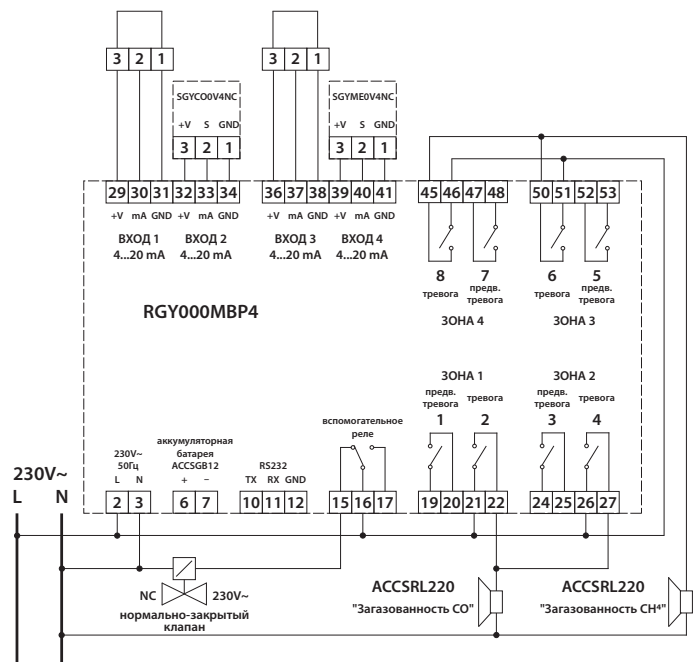 3 2 1
3 2 1
SGYCO0V4NC
SGYME0V4NC
+V S GND
+V S GND
3 2 1
3 2 1
29 30 31 32 33 34
36 37 38 39 40 41
45 46 47 48
50 51 52 53
+V mA GND +V mA GND
+V mA GND +V mA GND
ВХОД 1 ВХОД 2
4...20 mA 4...20 mA
ВХОД 3 ВХОД 4
4...20 mA 4...20 mA
8 7
6 5
тревога предв. тревога
тревога предв. тревога
ЗОНА 4
ЗОНА 3
RGY000MBP4
ЗОНА 1
ЗОНА 2
предв. тревога тревога
предв. тревога тревога
1 2
3 4
вспомогательное
реле
230V~
50Гц
L N
аккумуляторная
батарея
ACCSGB12
+ –
RS232
TX RX GND
2 3
6 7
10 11 12
15 16 17
19 20 21 22
24 25 26 27
230V~
L N
NC 230V~
нормально-закрытый
клапан
ACCSRL220
"Загазованность CO"
ACCSRL220
"Загазованность CH⁴"